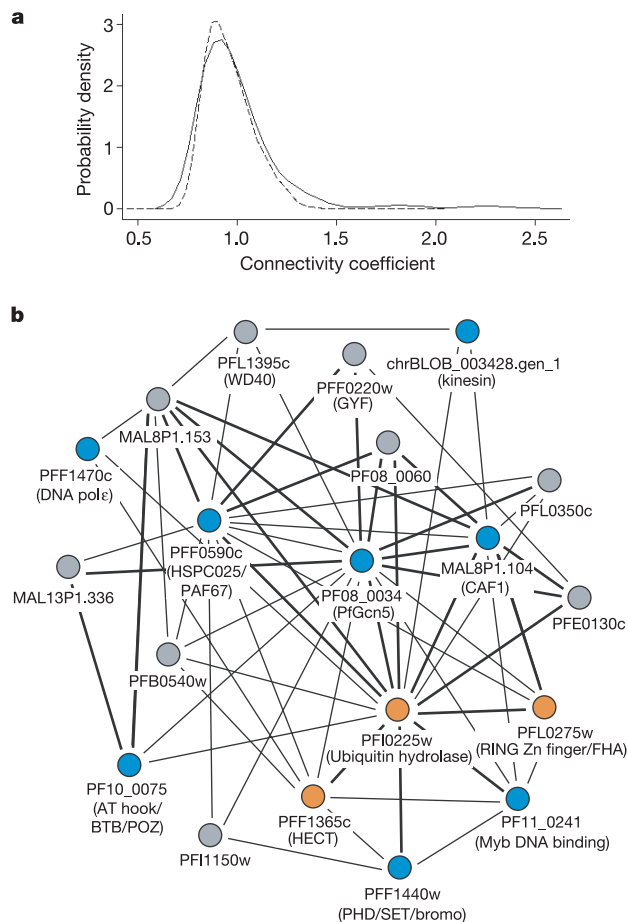 a
Probability density
3
2
1
0
0.5 1.0 1.5 2.0 2.5
Connectivity coefficient
b
PFL1395c
(WD40)
chrBLOB_003428.gen_1
(kinesin)
PFF0220w
(GYF)
MAL8P1.153
PF08_0060
PFF1470c
(DNA polε)
PFL0350c
PFF0590c
(HSPC025/
PAF67)
PF08_0034
(PfGcn5)
MAL8P1.104
(CAF1)
MAL13P1.336
PFE0130c
PFB0540w
PFI0225w
(Ubiquitin hydrolase)
PFL0275w
(RING Zn finger/FHA)
PF10_0075
(AT hook/
BTB/POZ)
PFF1365c
(HECT)
PF11_0241
(Myb DNA binding)
PFI1150w
PFF1440w
(PHD/SET/bromo)